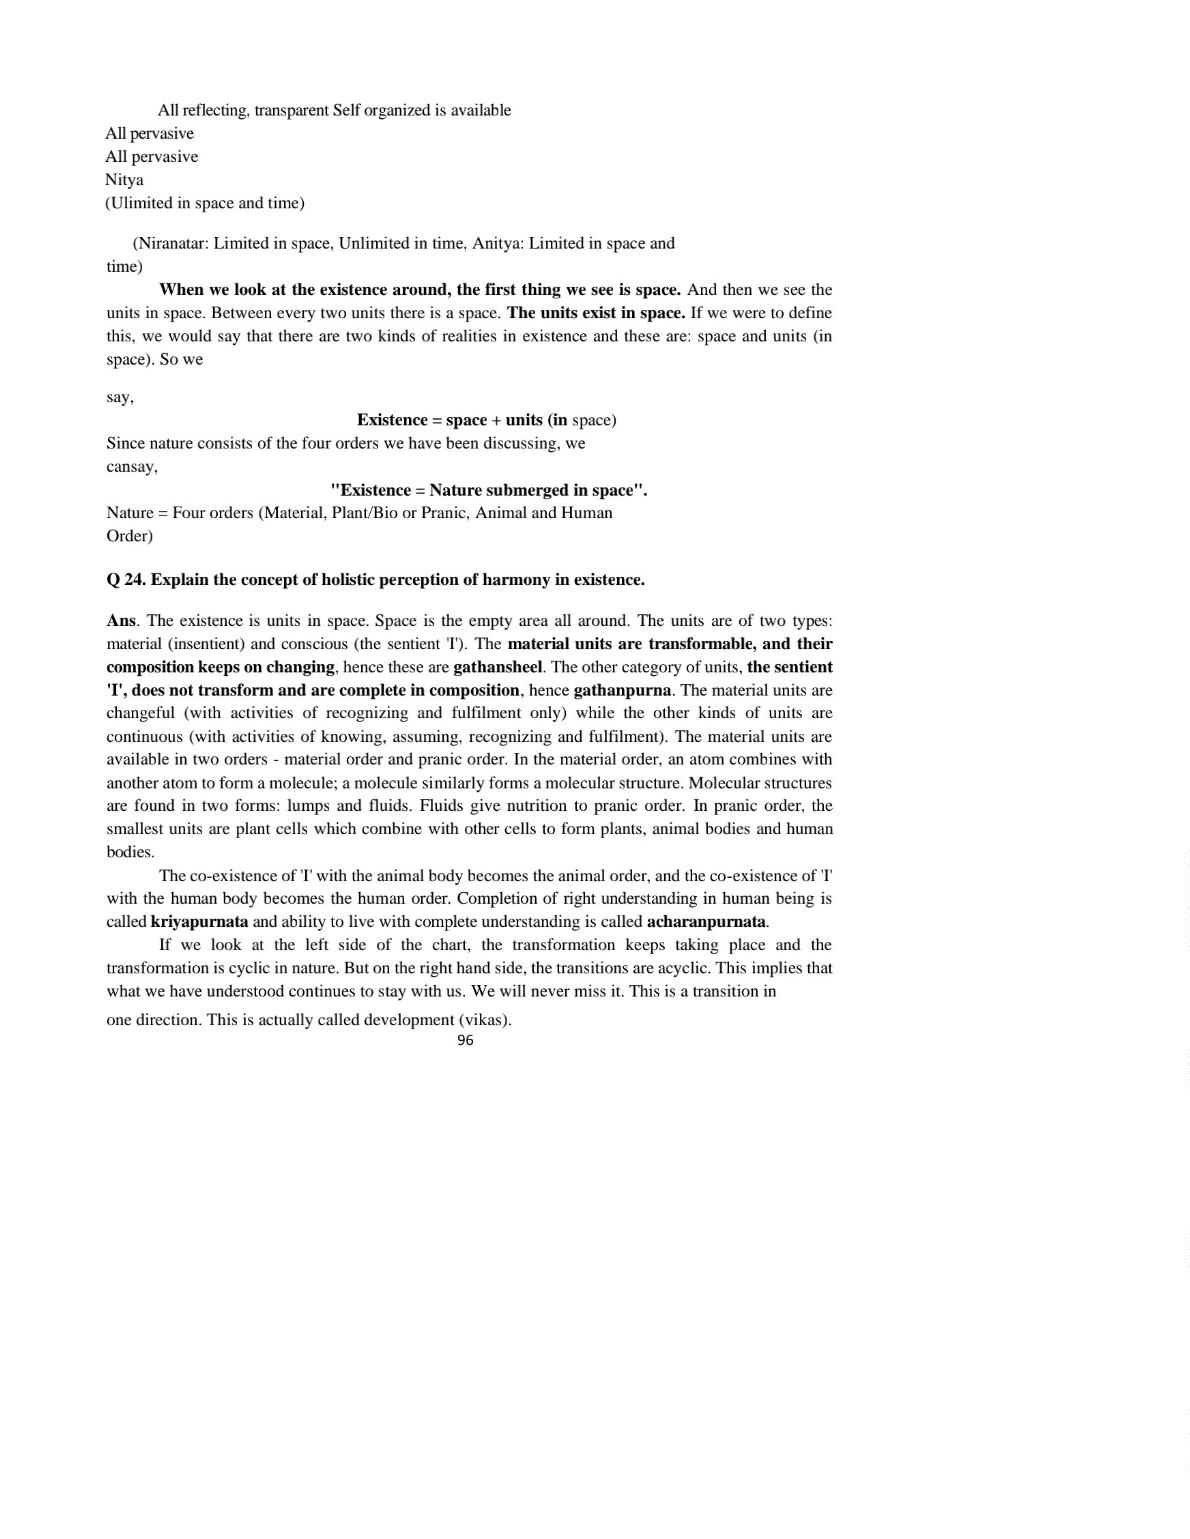 All reflecting, transparent Self organized is available
All pervasive
All pervasive
Nitya
(Ulimited in space and time)
(Niranatar: Limited in space, Unlimited in time, Anitya: Limited in space and
time)
When we look at the existence around, the first thing we see is space. And then we see the
units in space. Between every two units there is a space. The units exist in space. If we were to define
this, we would say that there are two kinds of realities in existence and these are: space and units (in
space). So we
say,
Existence = space + units (in space)
Since nature consists of the four orders we have been discussing, we
cansay,
"Existence = Nature submerged in space".
Nature = Four orders (Material, Plant/Bio or Pranic, Animal and Human
Order)
Q 24. Explain the concept of holistic perception of harmony in existence.
Ans. The existence is units in space. Space is the empty area all around. The units are of two types:
material (insentient) and conscious (the sentient 'I'). The material units are transformable, and their
composition keeps on changing, hence these are gathansheel. The other category of units, the sentient
'I', does not transform and are complete in composition, hence gathanpurna. The material units are
changeful (with activities of recognizing and fulfilment only) while the other kinds of units are
continuous (with activities of knowing, assuming, recognizing and fulfilment). The material units are
available in two orders - material order and pranic order. In the material order, an atom combines with
another atom to form a molecule; a molecule similarly forms a molecular structure. Molecular structures
are found in two forms: lumps and fluids. Fluids give nutrition to pranic order. In pranic order, the
smallest units are plant cells which combine with other cells to form plants, animal bodies and human
bodies.
The co-existence of 'I' with the animal body becomes the animal order, and the co-existence of 'I'
with the human body becomes the human order. Completion of right understanding in human being is
called kriyapurnata and ability to live with complete understanding is called acharanpurnata.
If we look at the left side of the chart, the transformation keeps taking place and the
transformation is cyclic in nature. But on the right hand side, the transitions are acyclic. This implies that
what we have understood continues to stay with us. We will never miss it. This is a transition in
one direction. This is actually called development (vikas).
96